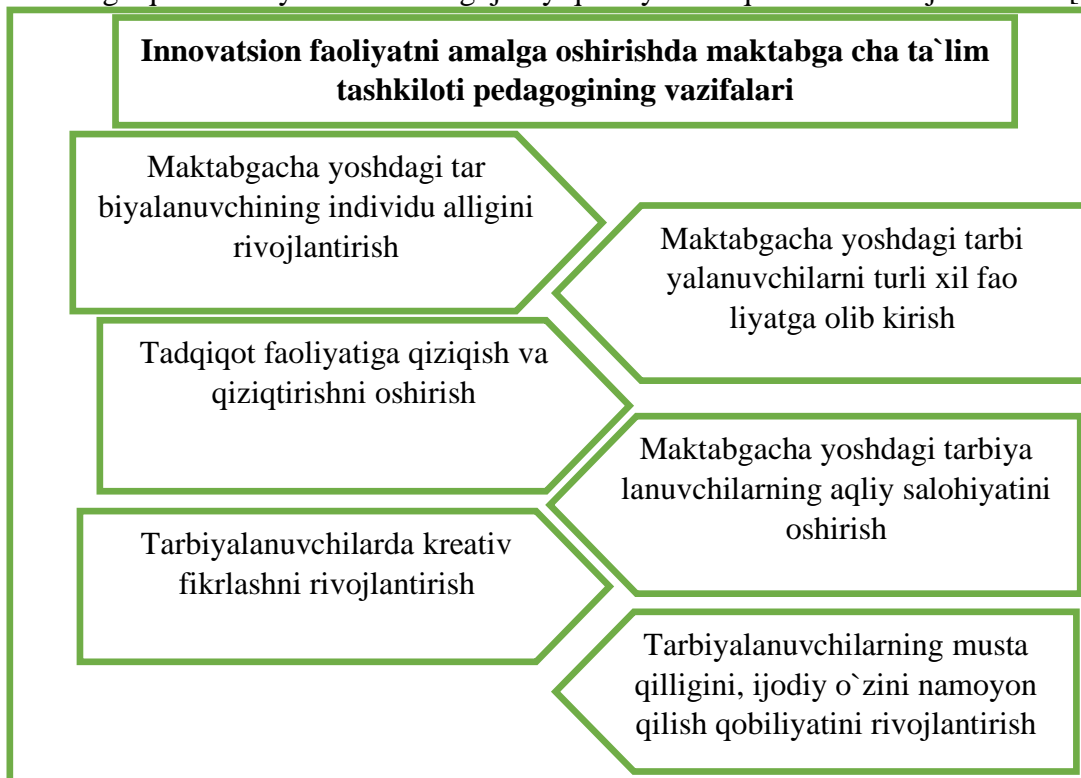 Innovatsion faoliyatni amalga oshirishda maktabga cha ta`lim
tashkiloti pedagogining vazifalari
Maktabgacha yoshdagi tar
biyalanuvchining individu alligini
rivojlantirish
Maktabgacha yoshdagi tarbi
yalanuvchilarni turli xil fao
liyatga olib kirish
Tadqiqot faoliyatiga qiziqish va
qiziqtirishni oshirish
Maktabgacha yoshdagi tarbiya
lanuvchilarning aqliy salohiyatini
oshirish
Tarbiyalanuvchilarda kreativ
fikrlashni rivojlantirish
Tarbiyalanuvchilarning musta
qilligini, ijodiy o`zini namoyon
qilish qobiliyatini rivojlantirish